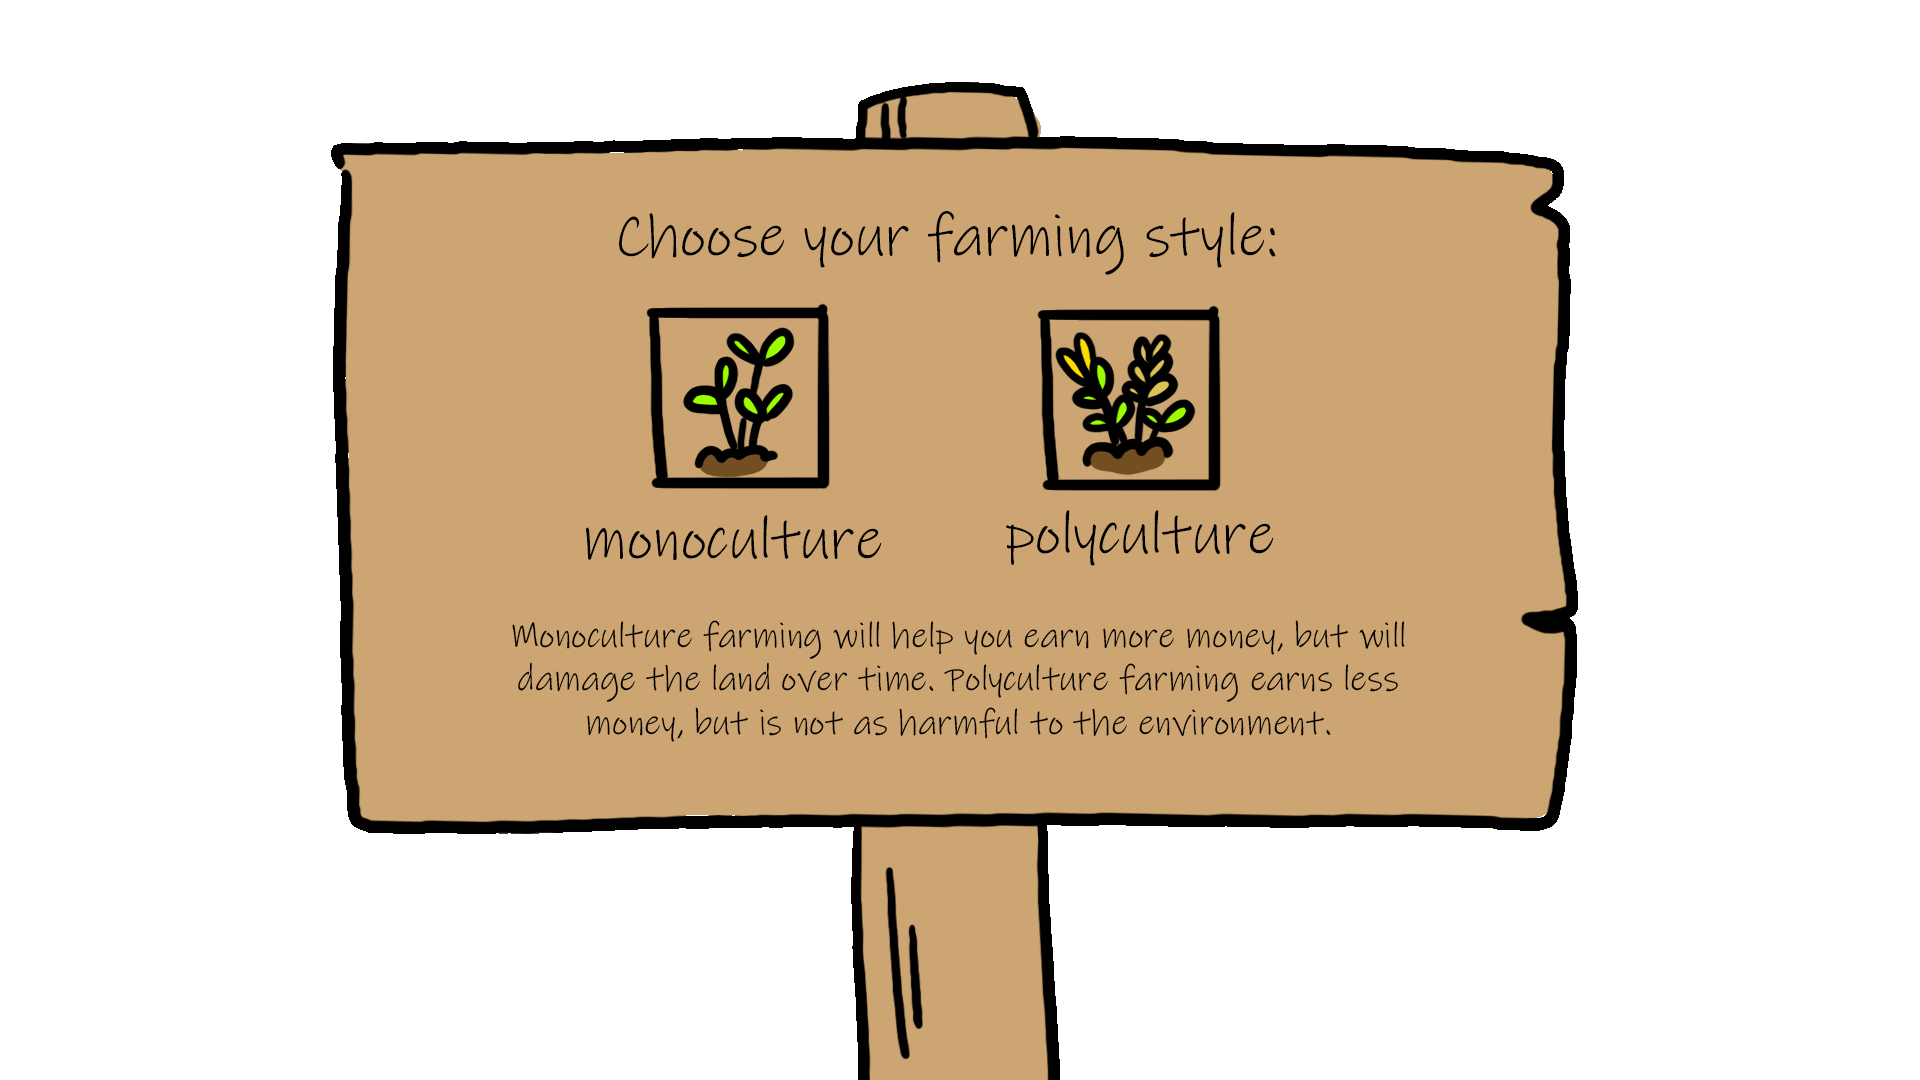 Choose your farming style:
monoculture
polyculture
Monoculture farming will help you earn more money, but will
damage the land over time. Polyculture farming earns less
money, but is not as harmful to the environment.